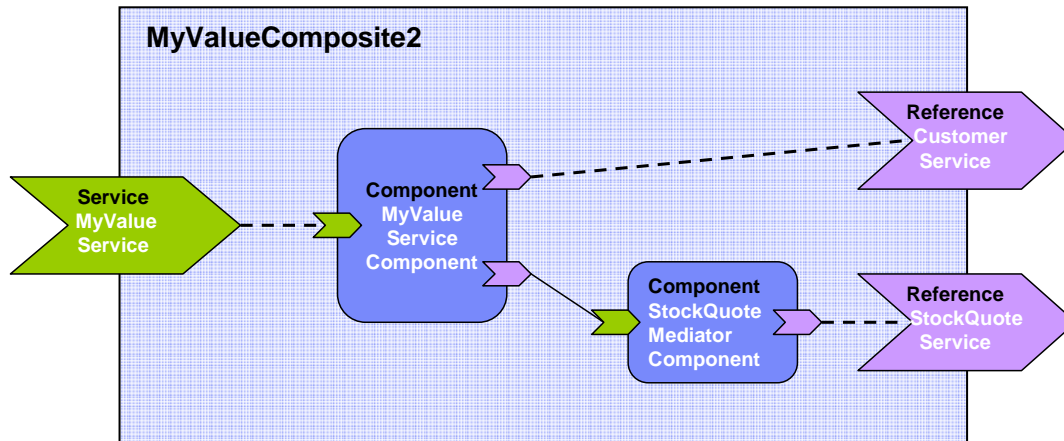 MyValueComposite2
Service
MyValue
Service
Component
MyValue
Service
Component
Component
StockQuote
Mediator
Component
Reference
Customer
Service
Reference
StockQuote
Service